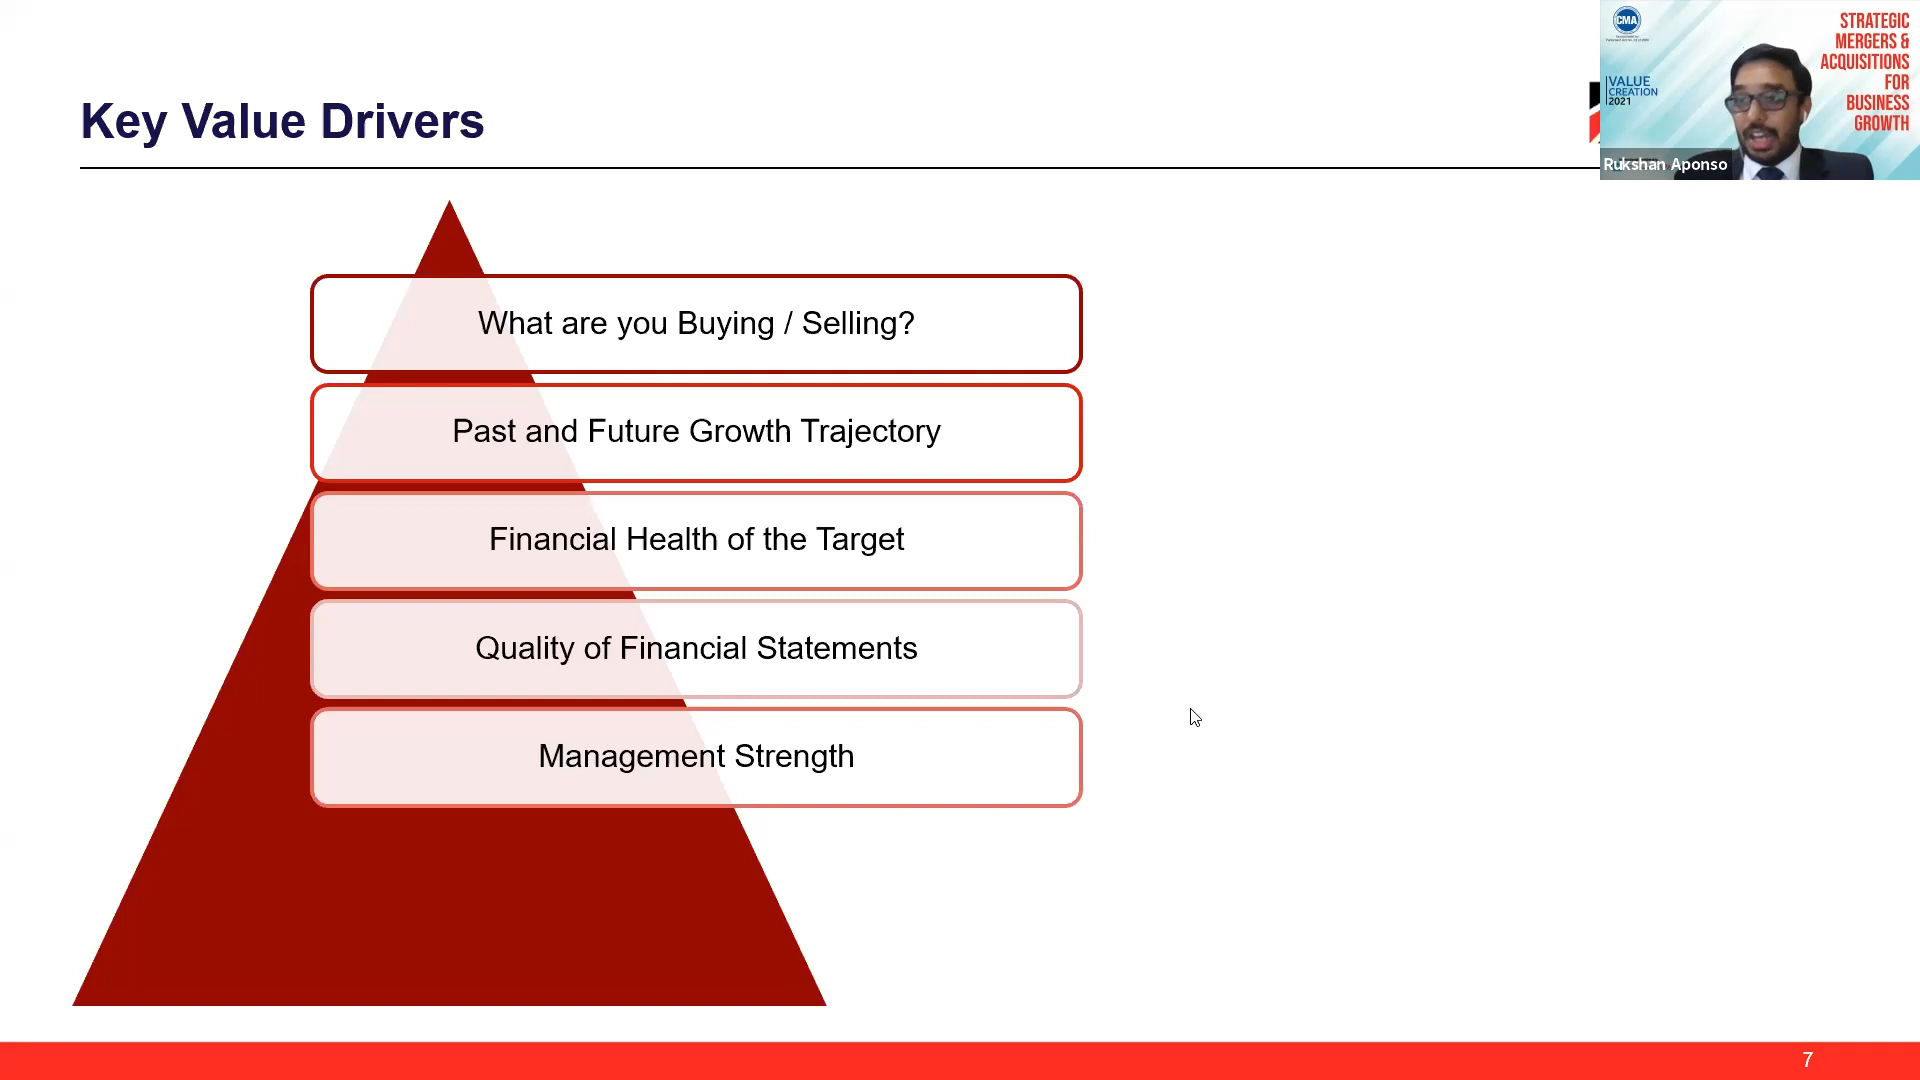 Key Value Drivers
What are you Buying / Selling?
Past and Future Growth Trajectory
Financial Health of the Target
Quality of Financial Statements
Management Strength
7
CMA
VALUE
CREATION
2021
STRATEGIC
MERGERS &
ACQUISITIONS
FOR
BUSINESS
GROWTH
Rukshan Aponso